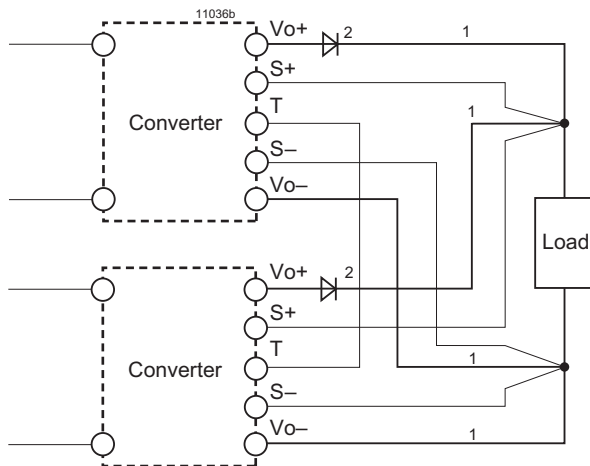 11036b
Vo+
2
1
S+
T
1
Converter
S–
Vo–
Load
Vo+
2
S+
T
Converter
1
S–
Vo–
1